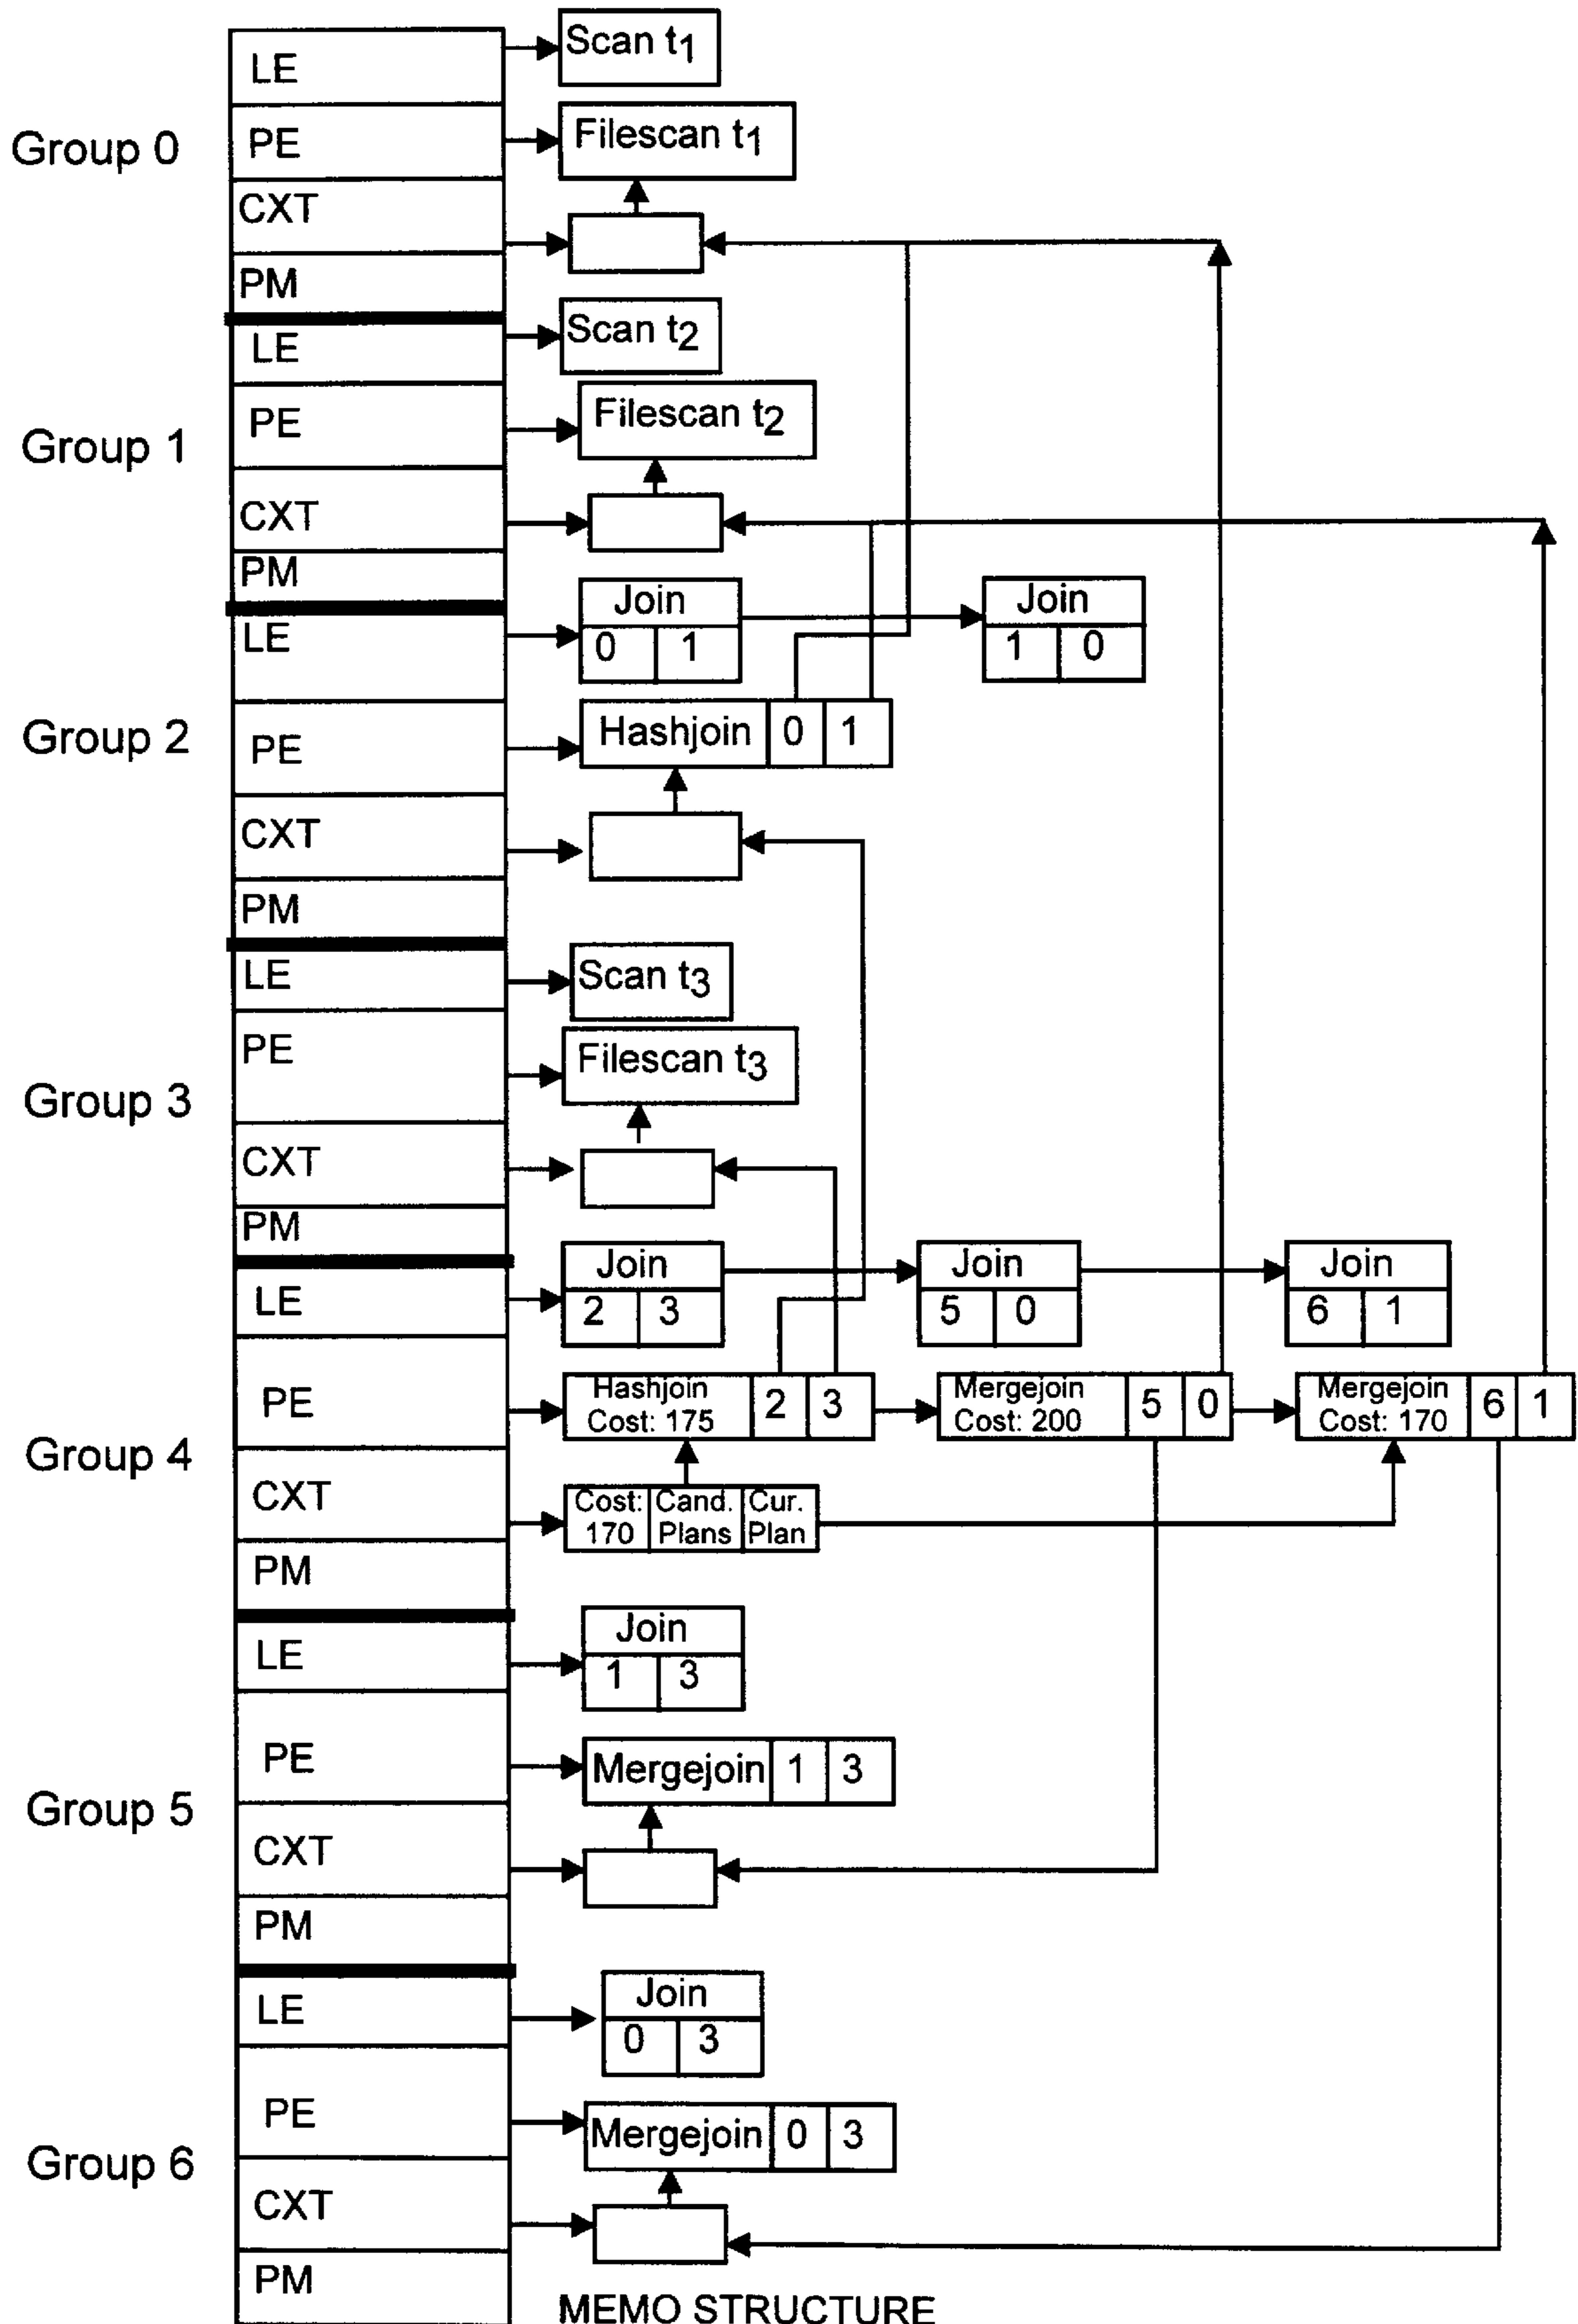 Group 0
LE
Scan t1
PE
Filescan t1
CXT
PM
Group 1
LE
Scan t2
PE
Filescan t2
CXT
PM
Group 2
LE
Join
0 1
Join
1 0
PE
Hashjoin 0 1
CXT
PM
Group 3
LE
Scan t3
PE
Filescan t3
CXT
PM
Group 4
LE
Join
2 3
Join
5 0
Join
6 1
PE
Hashjoin
Cost: 175
2 3
Mergejoin
Cost: 200
5 0
Mergejoin
Cost: 170
6 1
CXT
Cost:
170
Cand.
Plans
Cur.
Plan
PM
Group 5
LE
Join
1 3
PE
Mergejoin 1 3
CXT
PM
Group 6
LE
Join
0 3
PE
Mergejoin 0 3
CXT
PM
MEMO STRUCTURE